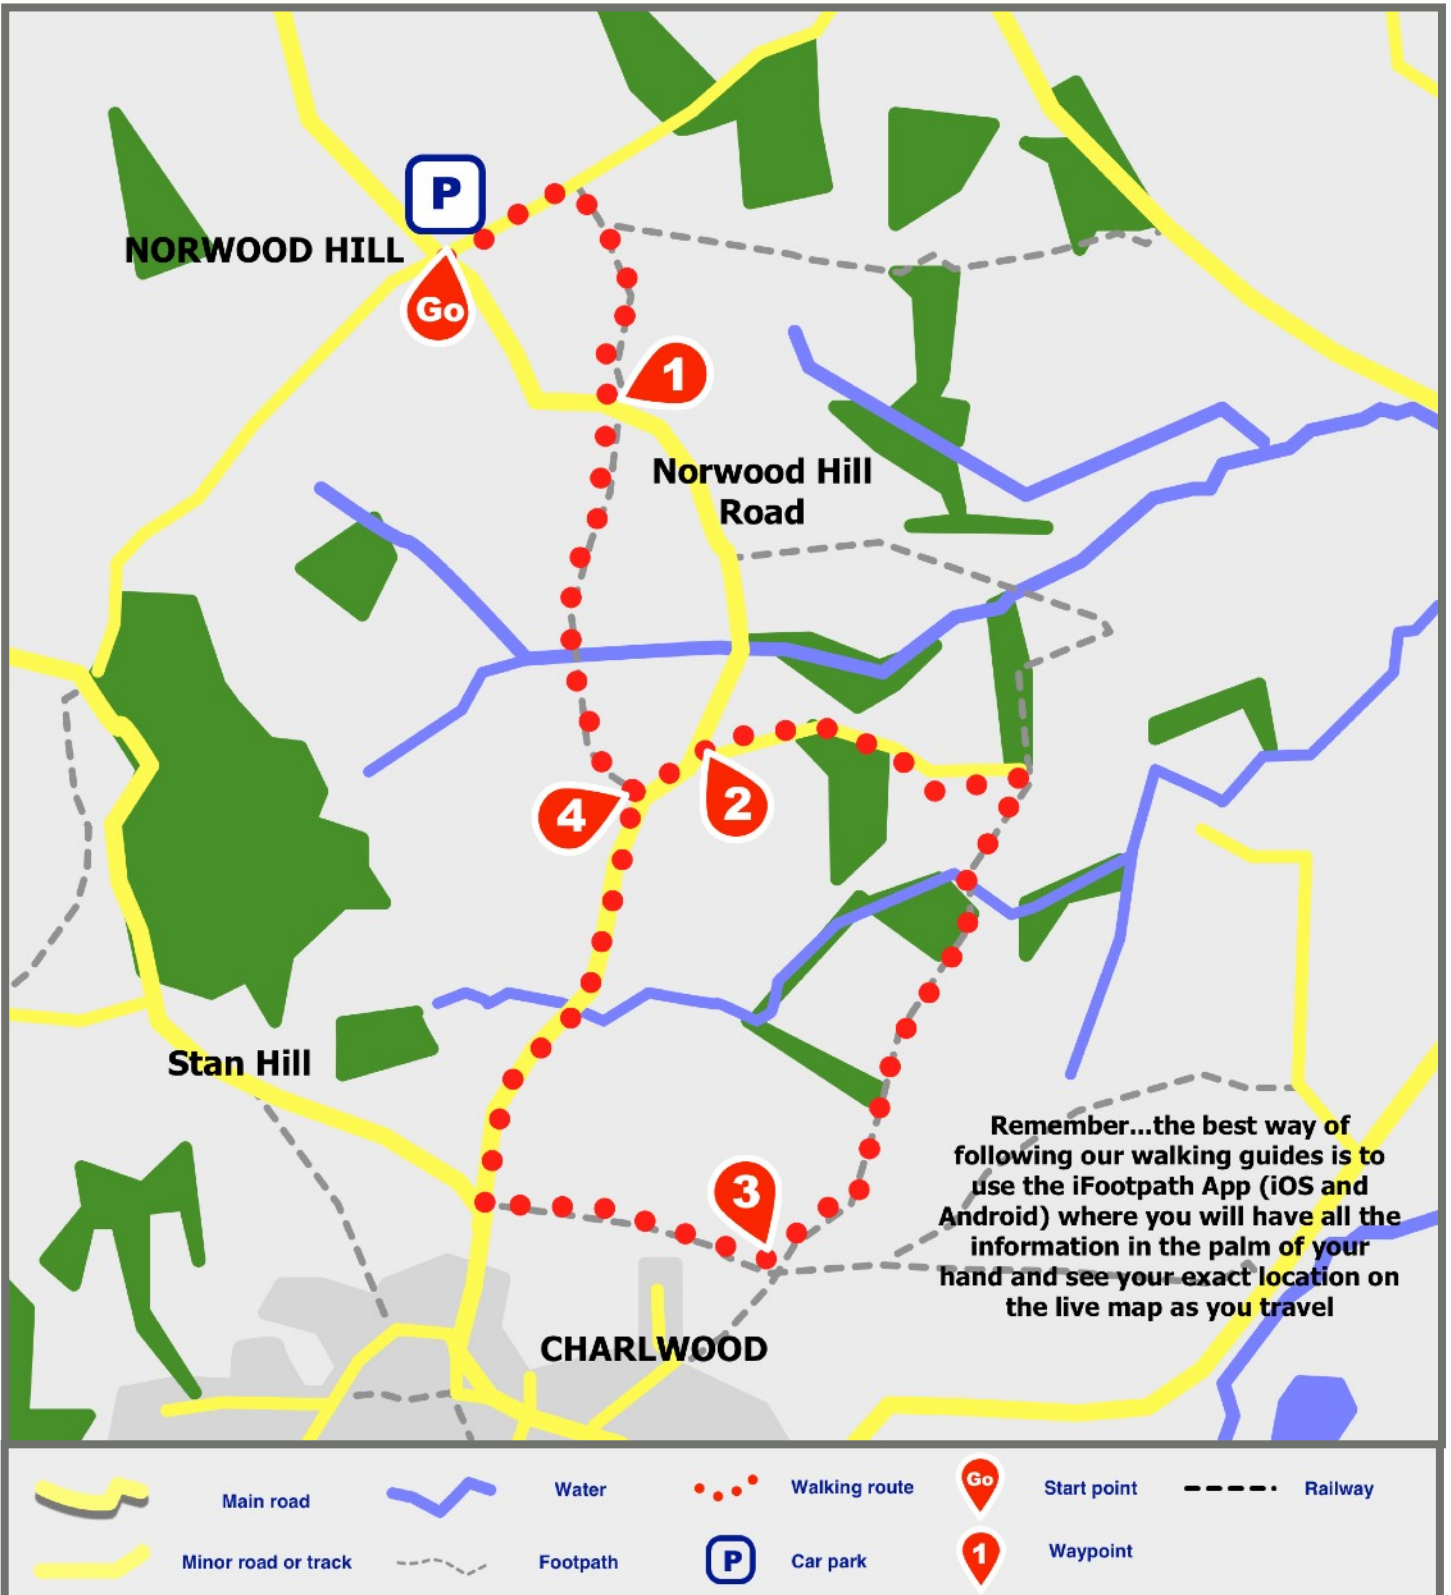 P
NORWOOD HILL
Go
1
Norwood Hill
Road
4
2
Stan Hill
3
Remember...the best way of
following our walking guides is to
use the iFootpath App (iOS and
Android) where you will have all the
information in the palm of your
hand and see your exact location on
the live map as you travel
CHARLWOOD
Main road
Water
Walking route
Go
Start point
Railway
Minor road or track
Footpath
P
Car park
1
Waypoint